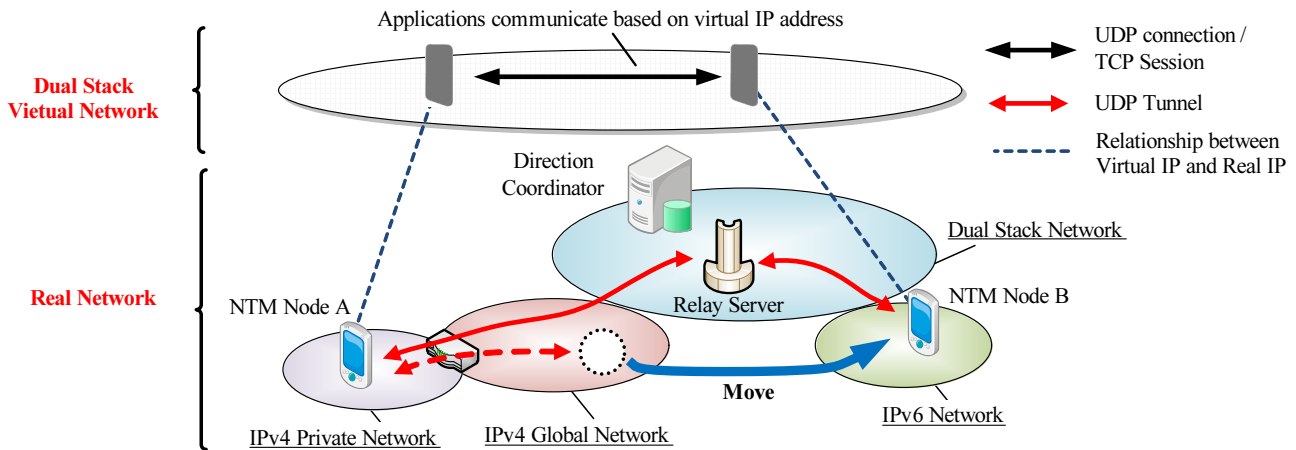 Applications communicate based on virtual IP address
UDP connection /
TCP Session
UDP Tunnel
Relationship between
Virtual IP and Real IP
Dual Stack
Vietual Network
Direction
Coordinator
Dual Stack Network
Real Network
NTM Node A
Relay Server
NTM Node B
Move
IPv4 Private Network
IPv4 Global Network
IPv6 Network